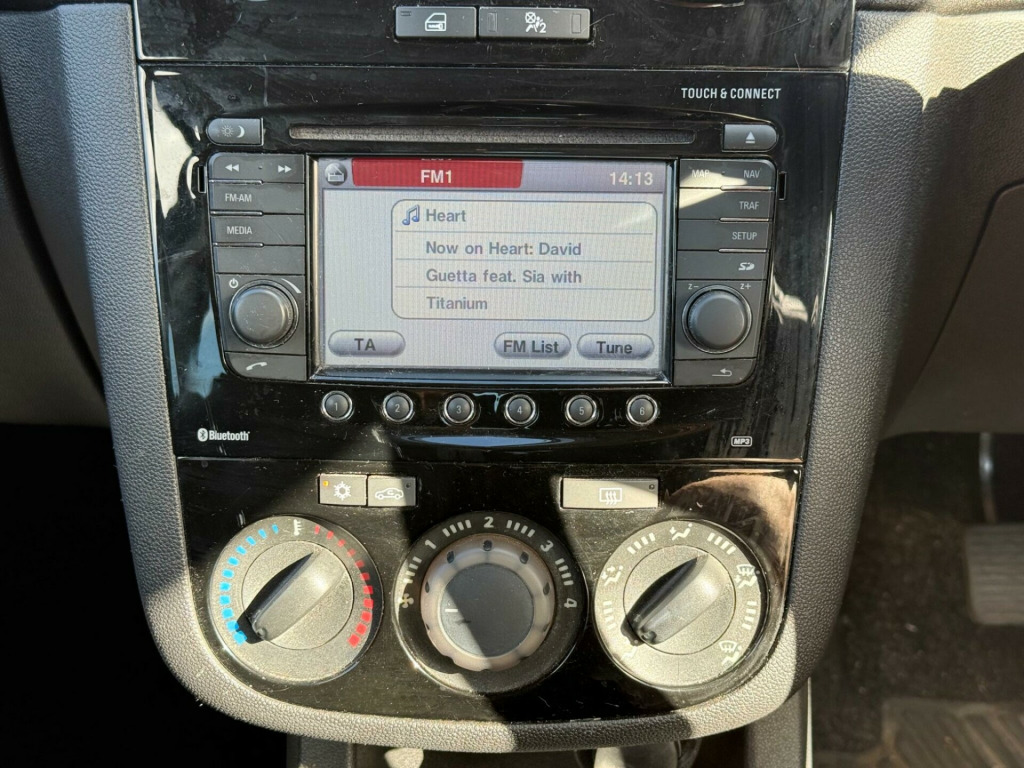 2
TOUCH & CONNECT
FM1
14:13
MAP
NAV
FM-AM
TRAF
MEDIA
SETUP
Heart
Now on Heart: David
Guetta feat. Sia with
Titanium
z-
z+
TA
FM List
Tune
1
2
3
4
5
6
Bluetooth
MP3
1
2
3
4